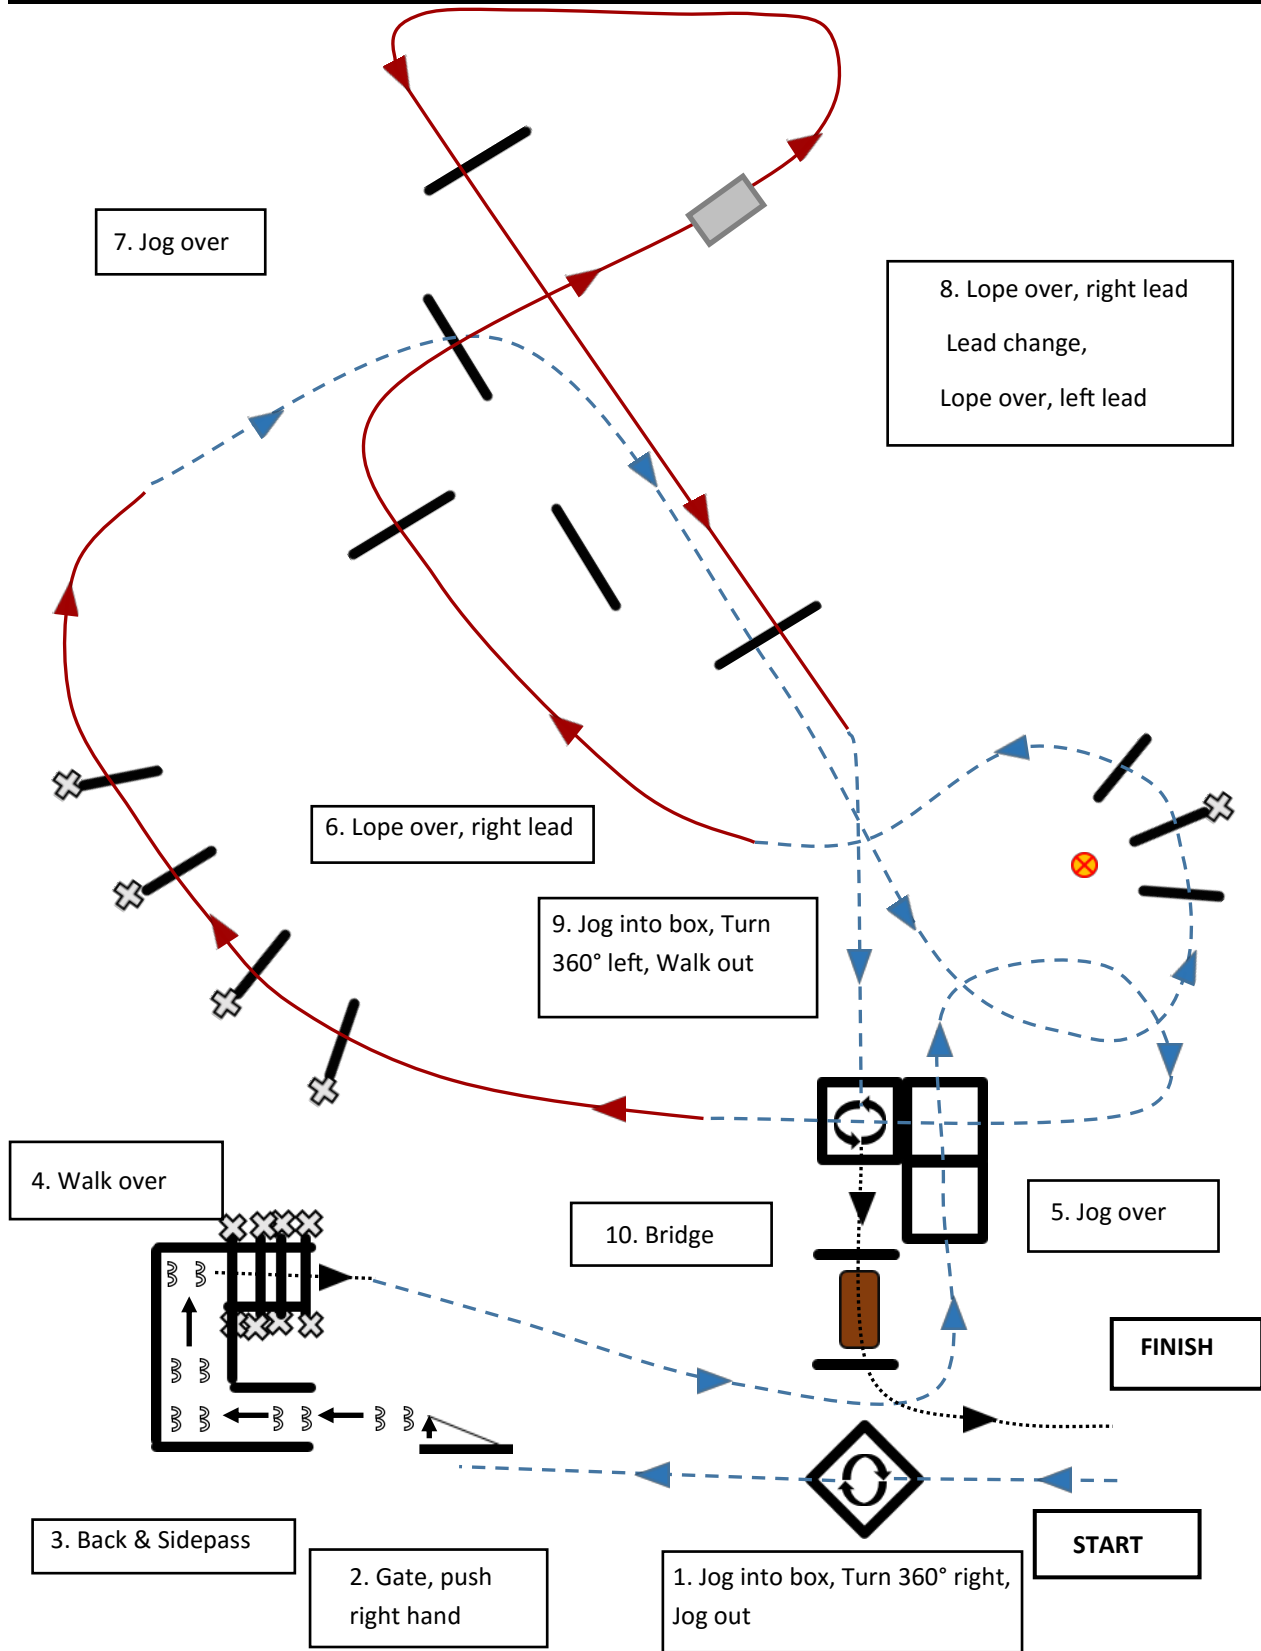 7. Jog over
8. Lope over, right lead
Lead change,
Lope over, left lead
6. Lope over, right lead
9. Jog into box, Turn
360° left, Walk out
4. Walk over
10. Bridge
5. Jog over
FINISH
3. Back & Sidepass
2. Gate, push
right hand
1. Jog into box, Turn 360° right,
Jog out
START